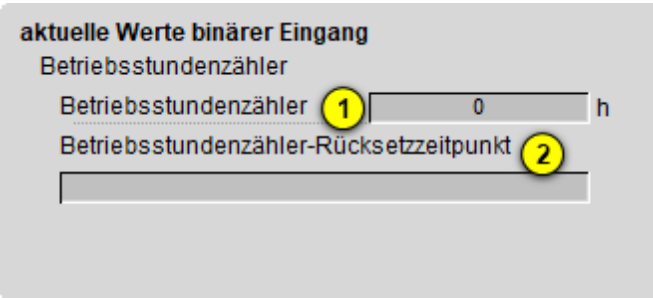 aktuelle Werte binärer Eingang
Betriebsstundenzähler
Betriebsstundenzähler 1 0 h
Betriebsstundenzähler-Rücksetzzeitpunkt 2